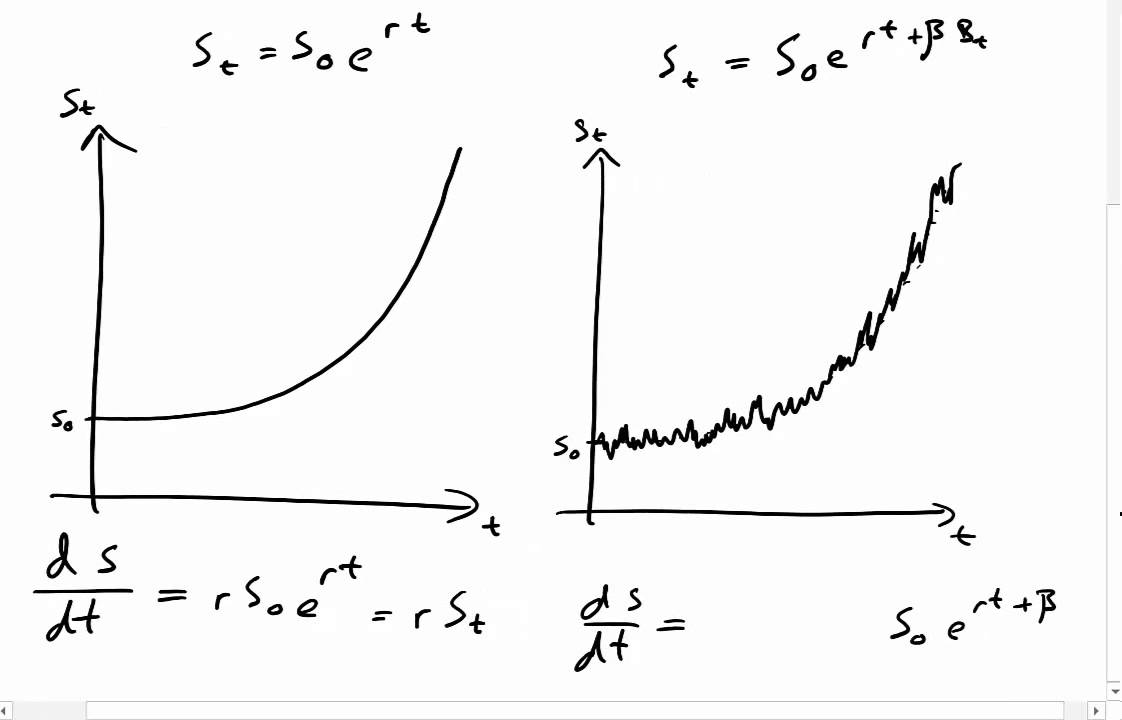 S_t = S_0 e^{rt}
S_t
S_0
t
dS/dt = r S_0 e^{rt} = r S_t
S_t = S_0 e^{rt + β B_t}
S_t
S_0
t
dS/dt =
S_0 e^{rt + β}